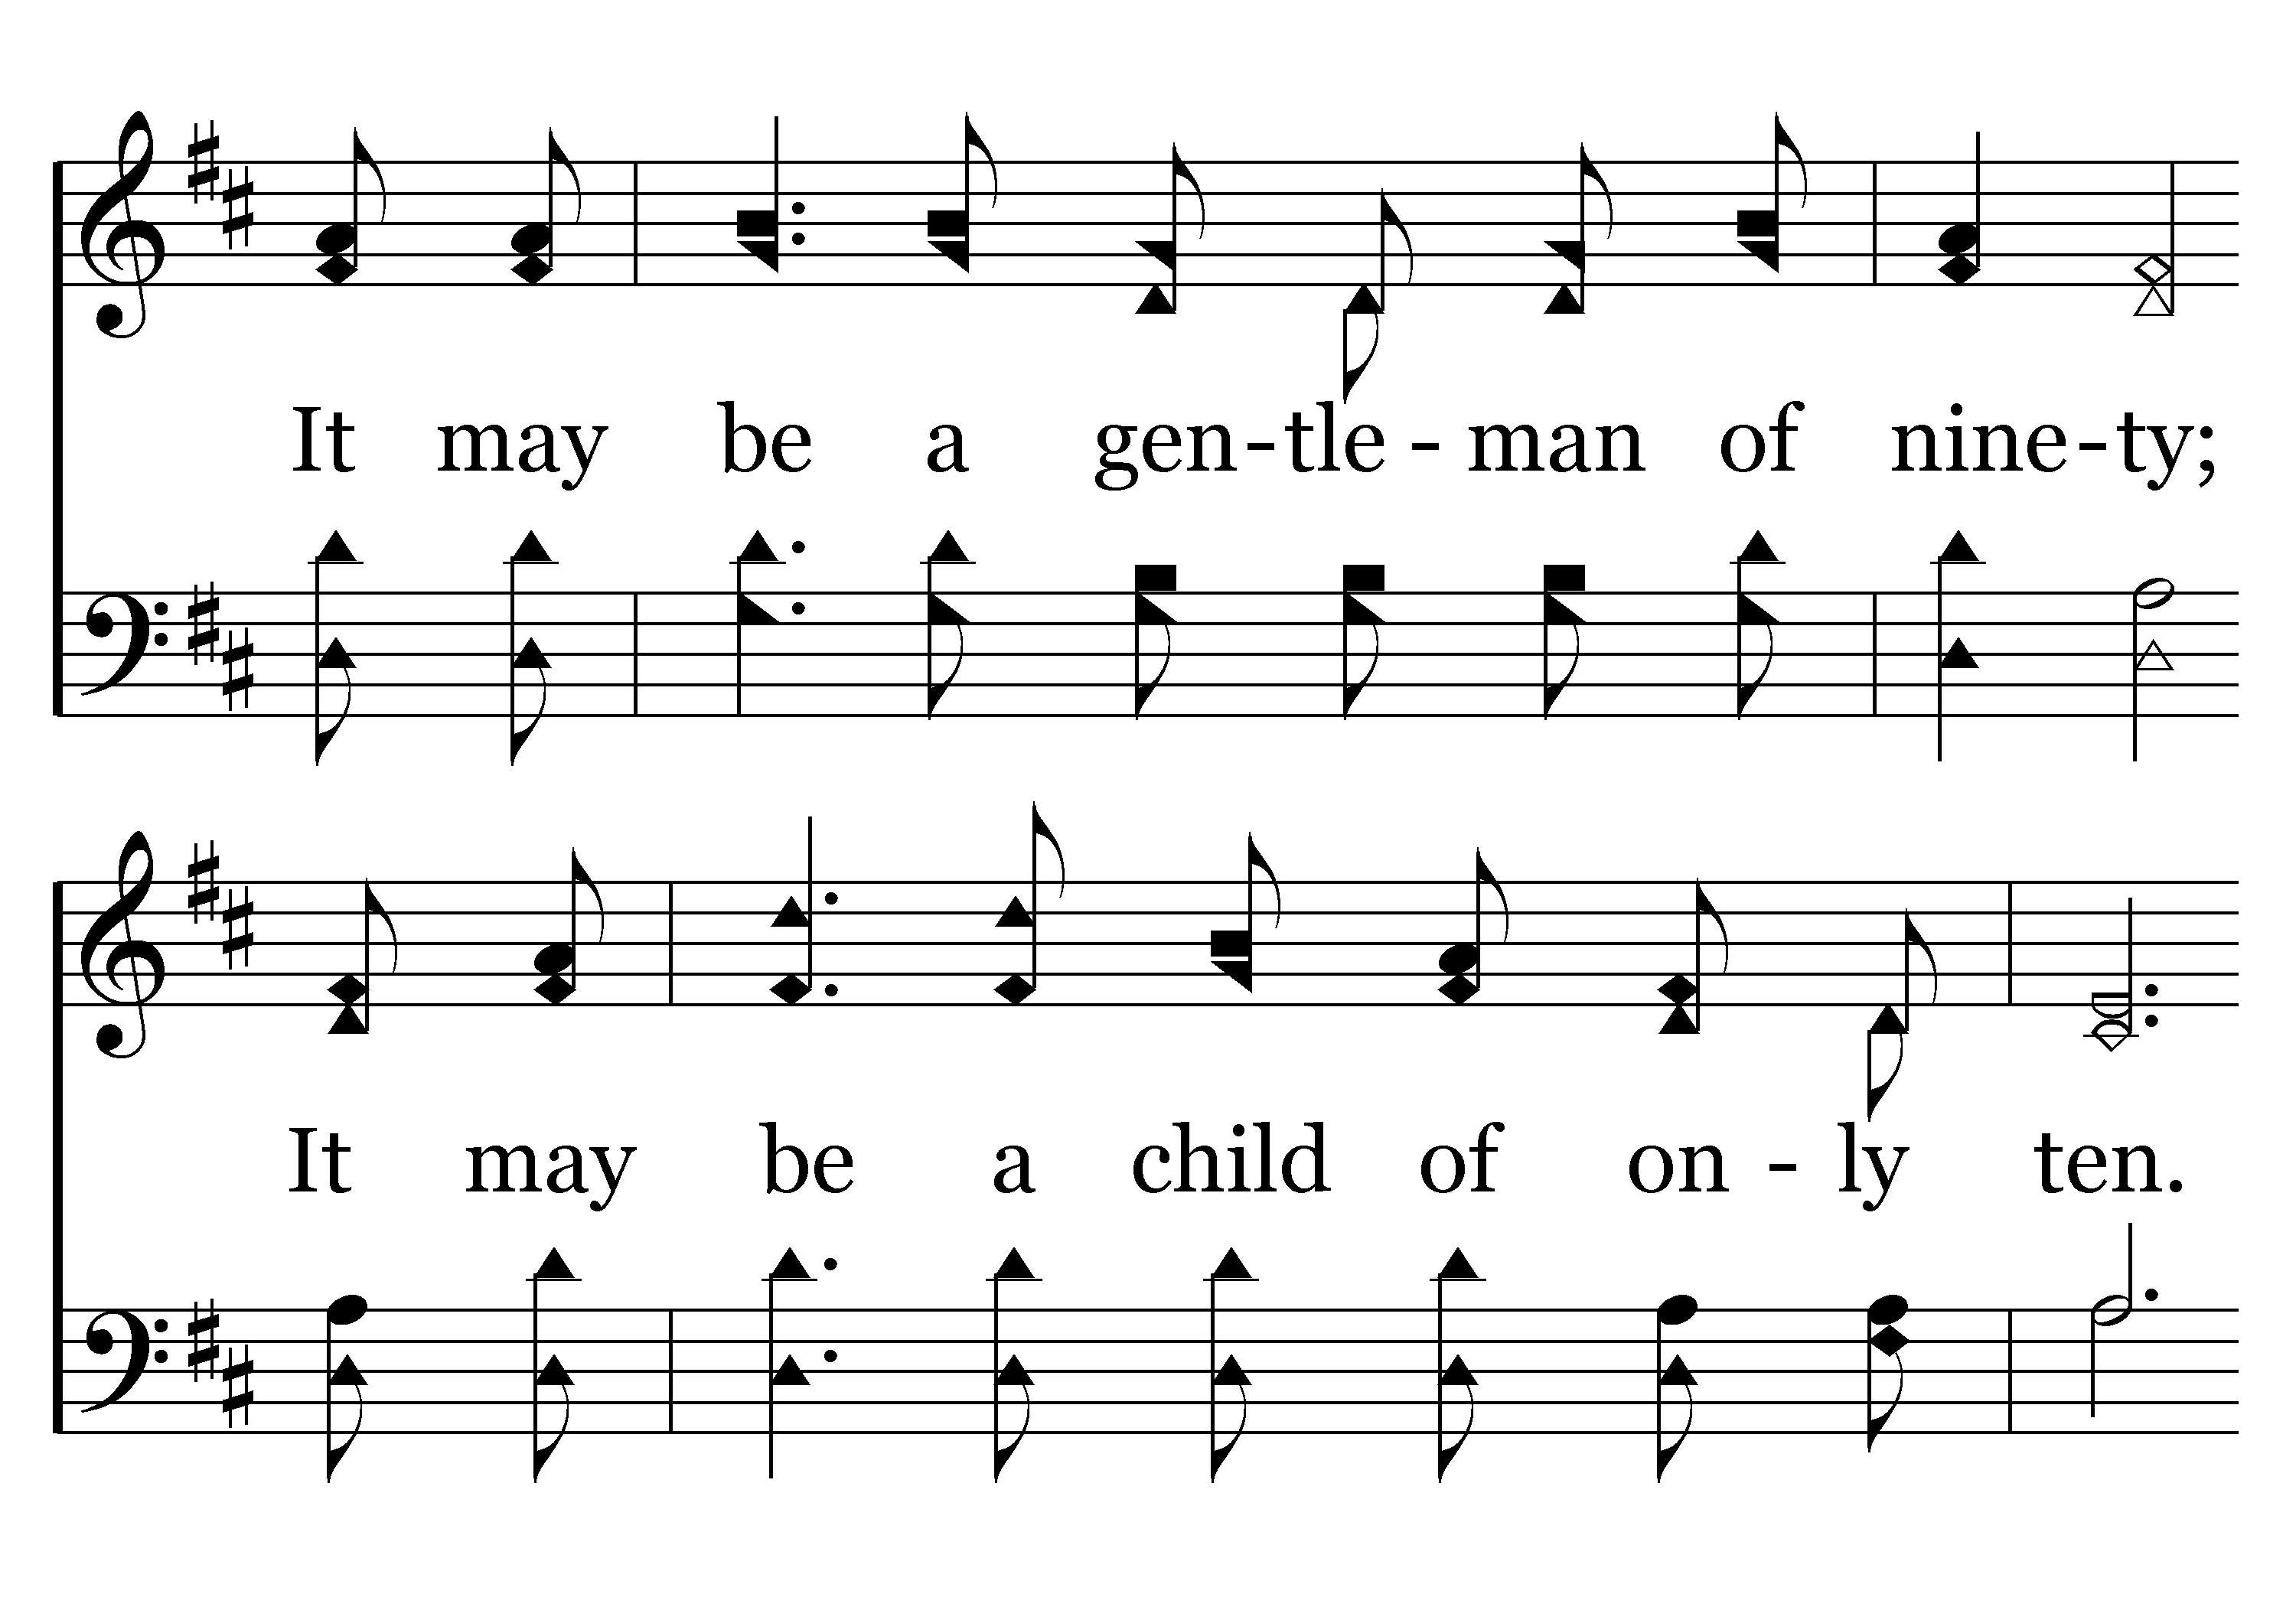 It may be a gen-tle-man of nine-ty;
It may be a child of on-ly ten.